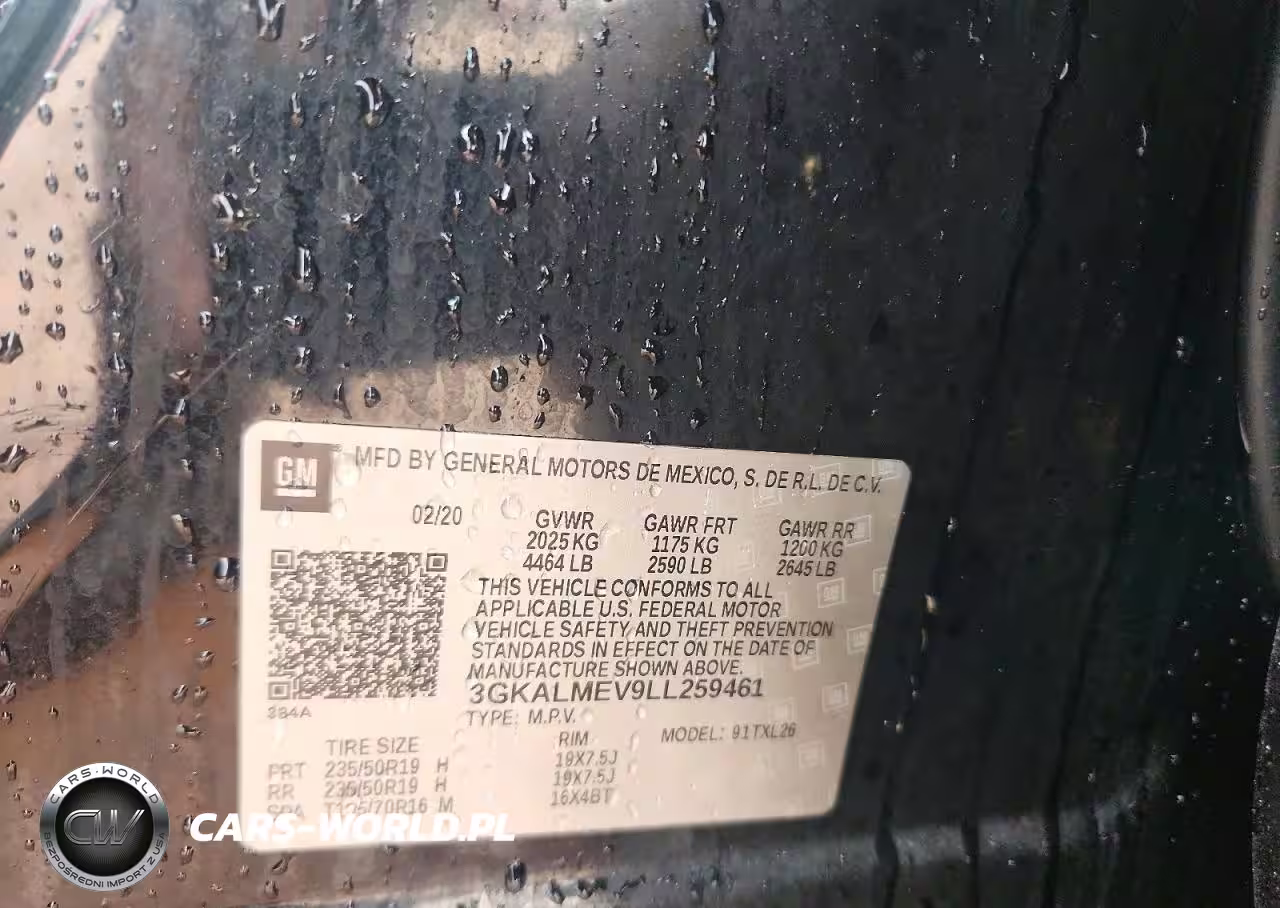 GM
MFD BY GENERAL MOTORS DE MEXICO, S. DE R.L. DE C.V.
02/20
GVWR GAWR FRT GAWR RR
2025 KG 1175 KG 1200 KG
4464 LB 2590 LB 2645 LB
THIS VEHICLE CONFORMS TO ALL
APPLICABLE U.S. FEDERAL MOTOR
VEHICLE SAFETY AND THEFT PREVENTION
STANDARDS IN EFFECT ON THE DATE OF
MANUFACTURE SHOWN ABOVE.
3GKALMEV9LL259461
384A
TYPE: M.P.V. MODEL: 91TXL26
TIRE SIZE RIM
FRT 235/50R19 H 19X7.5J
RR 235/50R19 H 19X7.5J
SPA T135/70R16 M 16X4BT
CARS-WORLD
CW
BEZPOŚREDNI IMPORT Z USA
CARS-WORLD.PL